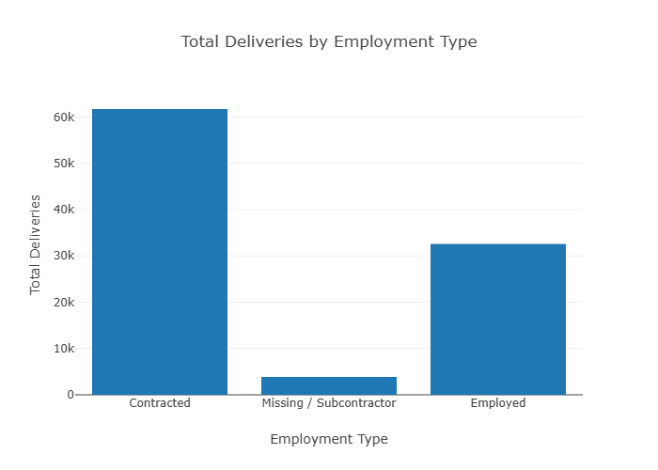 Total Deliveries by Employment Type
Total Deliveries
60k
50k
40k
30k
20k
10k
0
Contracted
Missing / Subcontractor
Employed
Employment Type